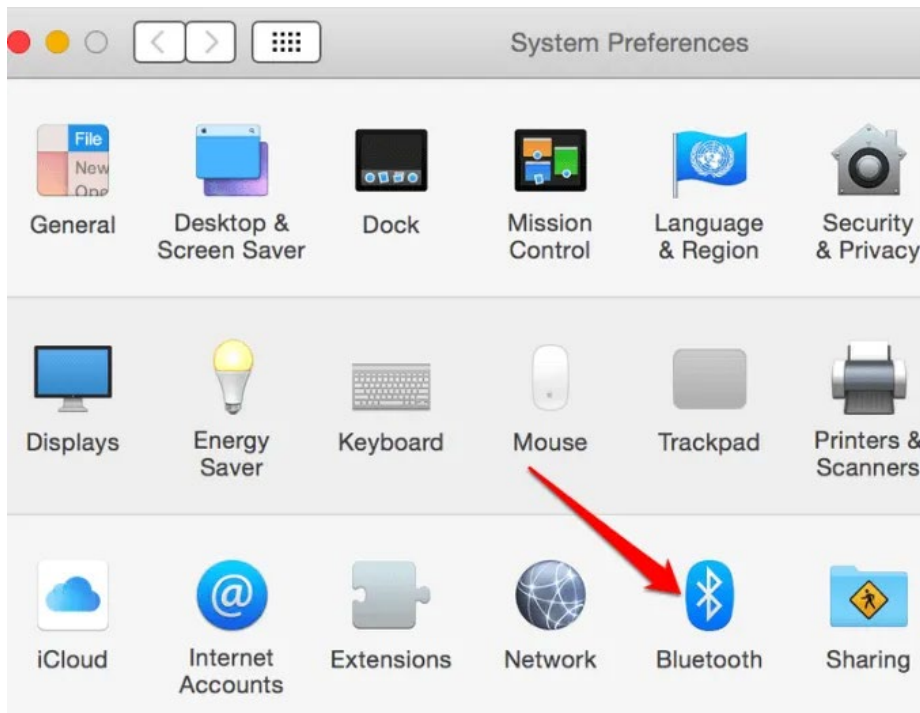 System Preferences
File
New
Ope
General
Desktop &
Screen Saver
Dock
Mission
Control
Language
& Region
Security
& Privacy
Displays
Energy
Saver
Keyboard
Mouse
Trackpad
Printers &
Scanners
iCloud
@
Internet
Accounts
Extensions
Network
Bluetooth
Sharing